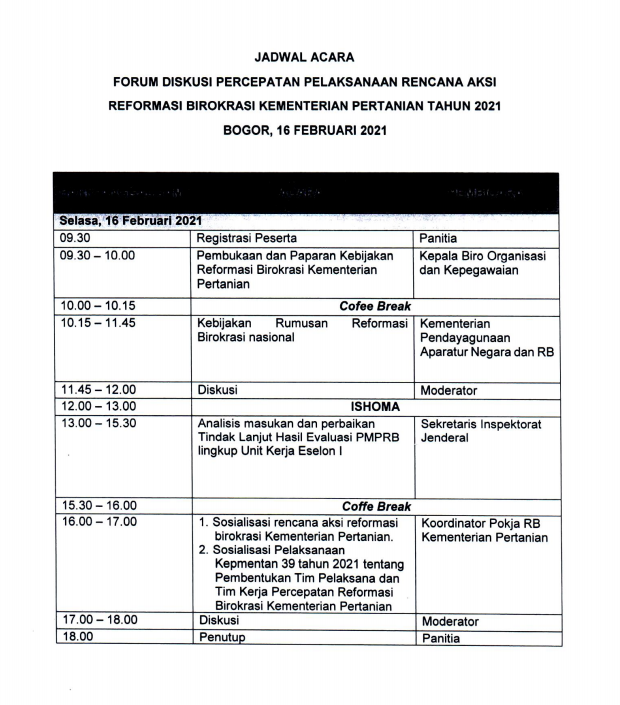 JADWAL ACARA
FORUM DISKUSI PERCEPATAN PELAKSANAAN RENCANA AKSI
REFORMASI BIROKRASI KEMENTERIAN PERTANIAN TAHUN 2021
BOGOR, 16 FEBRUARI 2021
Selasa, 16 Februari 2021
09.30 Registrasi Peserta Panitia
09.30 – 10.00 Pembukaan dan Paparan Kebijakan Kepala Biro Organisasi
Reformasi Birokrasi Kementerian dan Kepegawaian
Pertanian
10.00 – 10.15 Cofee Break
10.15 – 11.45 Kebijakan Rumusan Reformasi Kementerian
Birokrasi nasional Pendayagunaan
Aparatur Negara dan RB
11.45 – 12.00 Diskusi Moderator
12.00 – 13.00 ISHOMA
13.00 – 15.30 Analisis masukan dan perbaikan Sekretaris Inspektorat
Tindak Lanjut Hasil Evaluasi PMPRB Jenderal
lingkup Unit Kerja Eselon I
15.30 – 16.00 Coffe Break
16.00 – 17.00 1. Sosialisasi rencana aksi reformasi Koordinator Pokja RB
birokrasi Kementerian Pertanian. Kementerian Pertanian
2. Sosialisasi Pelaksanaan
Kepmentan 39 tahun 2021 tentang
Pembentukan Tim Pelaksana dan
Tim Kerja Percepatan Reformasi
Birokrasi Kementerian Pertanian
17.00 – 18.00 Diskusi Moderator
18.00 Penutup Panitia